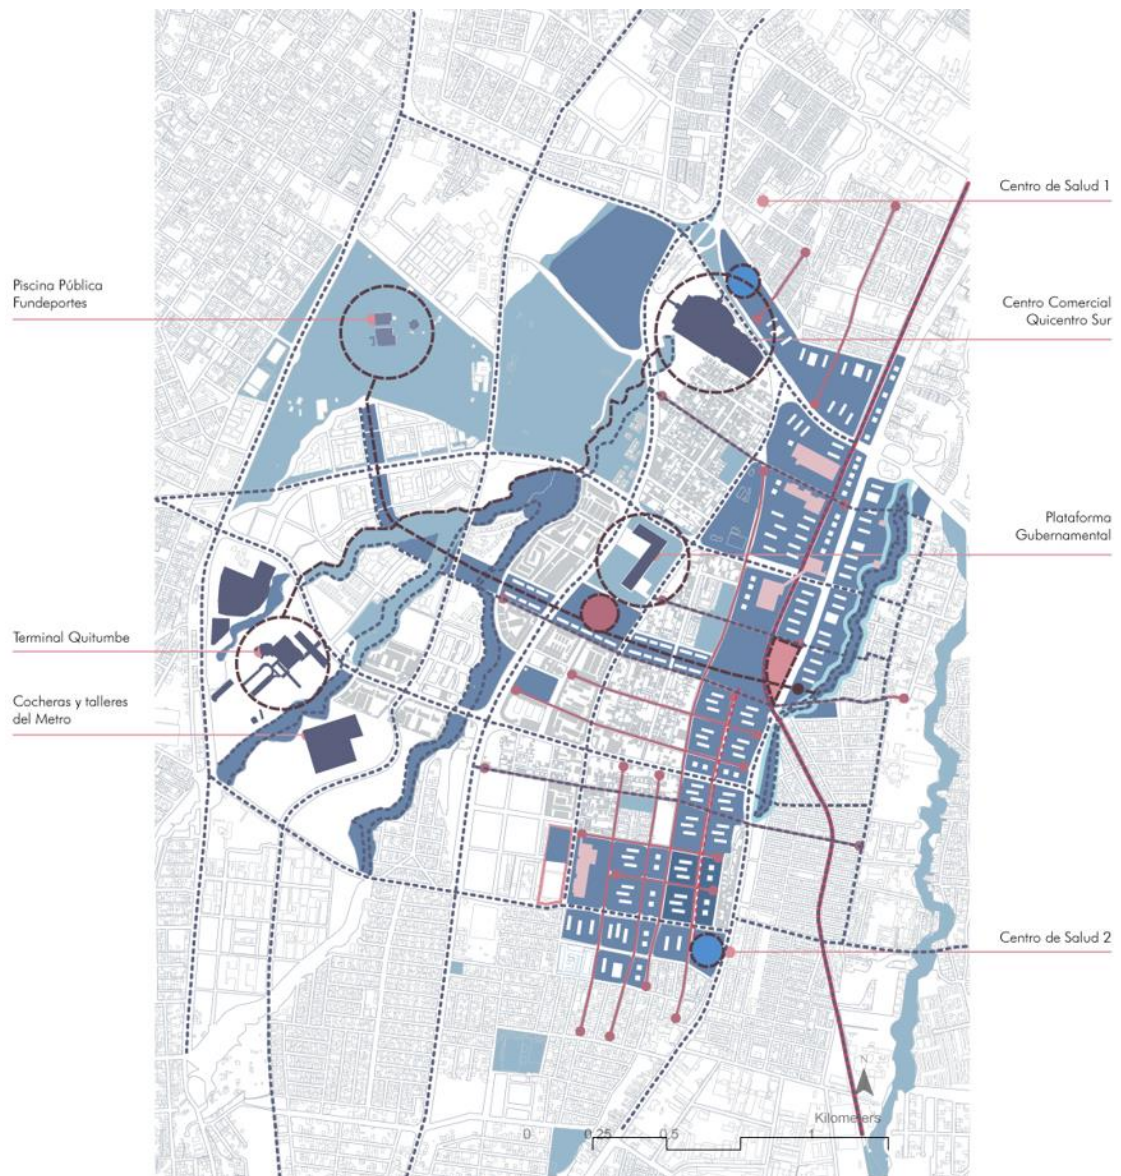 Centro de Salud 1
Piscina Pública
Fundeportes
Centro Comercial
Quicentro Sur
Plataforma
Gubernamental
Terminal Quitumbe
Cocheras y talleres
del Metro
Centro de Salud 2
N
Kilometers
0 0.25 0.5 1